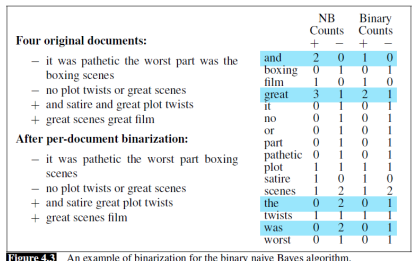 NB Binary
Counts Counts
Four original documents: + − + −
− it was pathetic the worst part was the
boxing scenes
− no plot twists or great scenes
+ and satire and great plot twists
+ great scenes great film
After per-document binarization:
− it was pathetic the worst part boxing
scenes
− no plot twists or great scenes
+ and satire great plot twists
+ great scenes film
and 2 0 1 0
boxing 0 1 0 1
film 1 0 1 0
great 3 1 2 1
it 0 1 0 1
no 0 1 0 1
or 0 1 0 1
part 0 1 0 1
pathetic 0 1 0 1
plot 1 1 1 1
satire 1 0 1 0
scenes 1 2 1 2
the 0 2 0 1
twists 1 1 1 1
was 0 2 0 1
worst 0 1 0 1
Figure 4.3 An example of binarization for the binary naive Bayes algorithm.